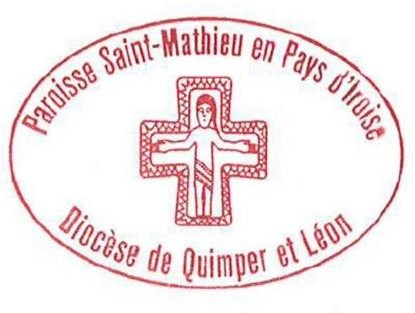 Paroisse Saint-Mathieu en Pays d'Iroise
Diocèse de Quimper et Léon